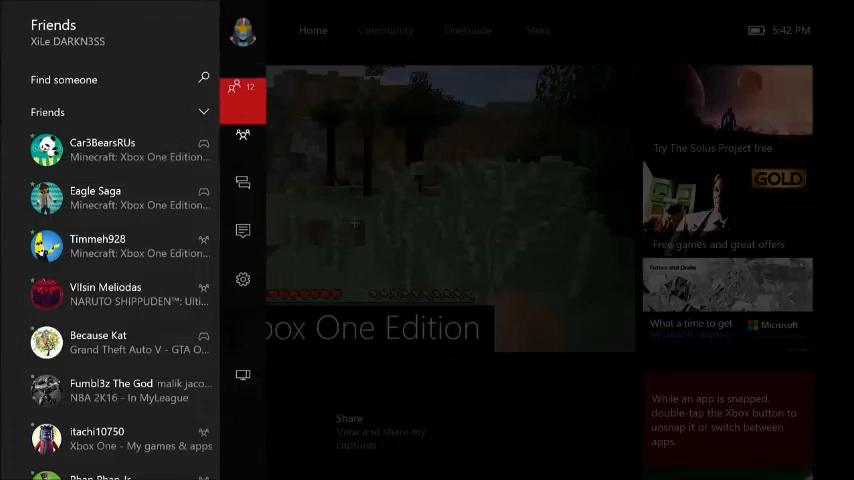 Friends
XiLe DARKN3SS
Find someone
Friends
Car3BearsRUs
Minecraft: Xbox One Edition...
Eagle Saga
Minecraft: Xbox One Edition...
Timmeh928
Minecraft: Xbox One Edition...
VIIsin Meliodas
NARUTO SHIPPUDEN™: Ulti...
Because Kat
Grand Theft Auto V - GTA O...
Fumbl3z The God malik jaco...
NBA 2K16 - In MyLeague
itachi10750
Xbox One - My games & apps
12
Home
Community
OneGuide
Store
5:42 PM
box One Edition
Share
View and share my
captures
Try The Solus Project free
GOLD
Free games and great offers
What a time to get
Microsoft
While an app is snapped,
double-tap the Xbox button to
unsnap it or switch between
apps.